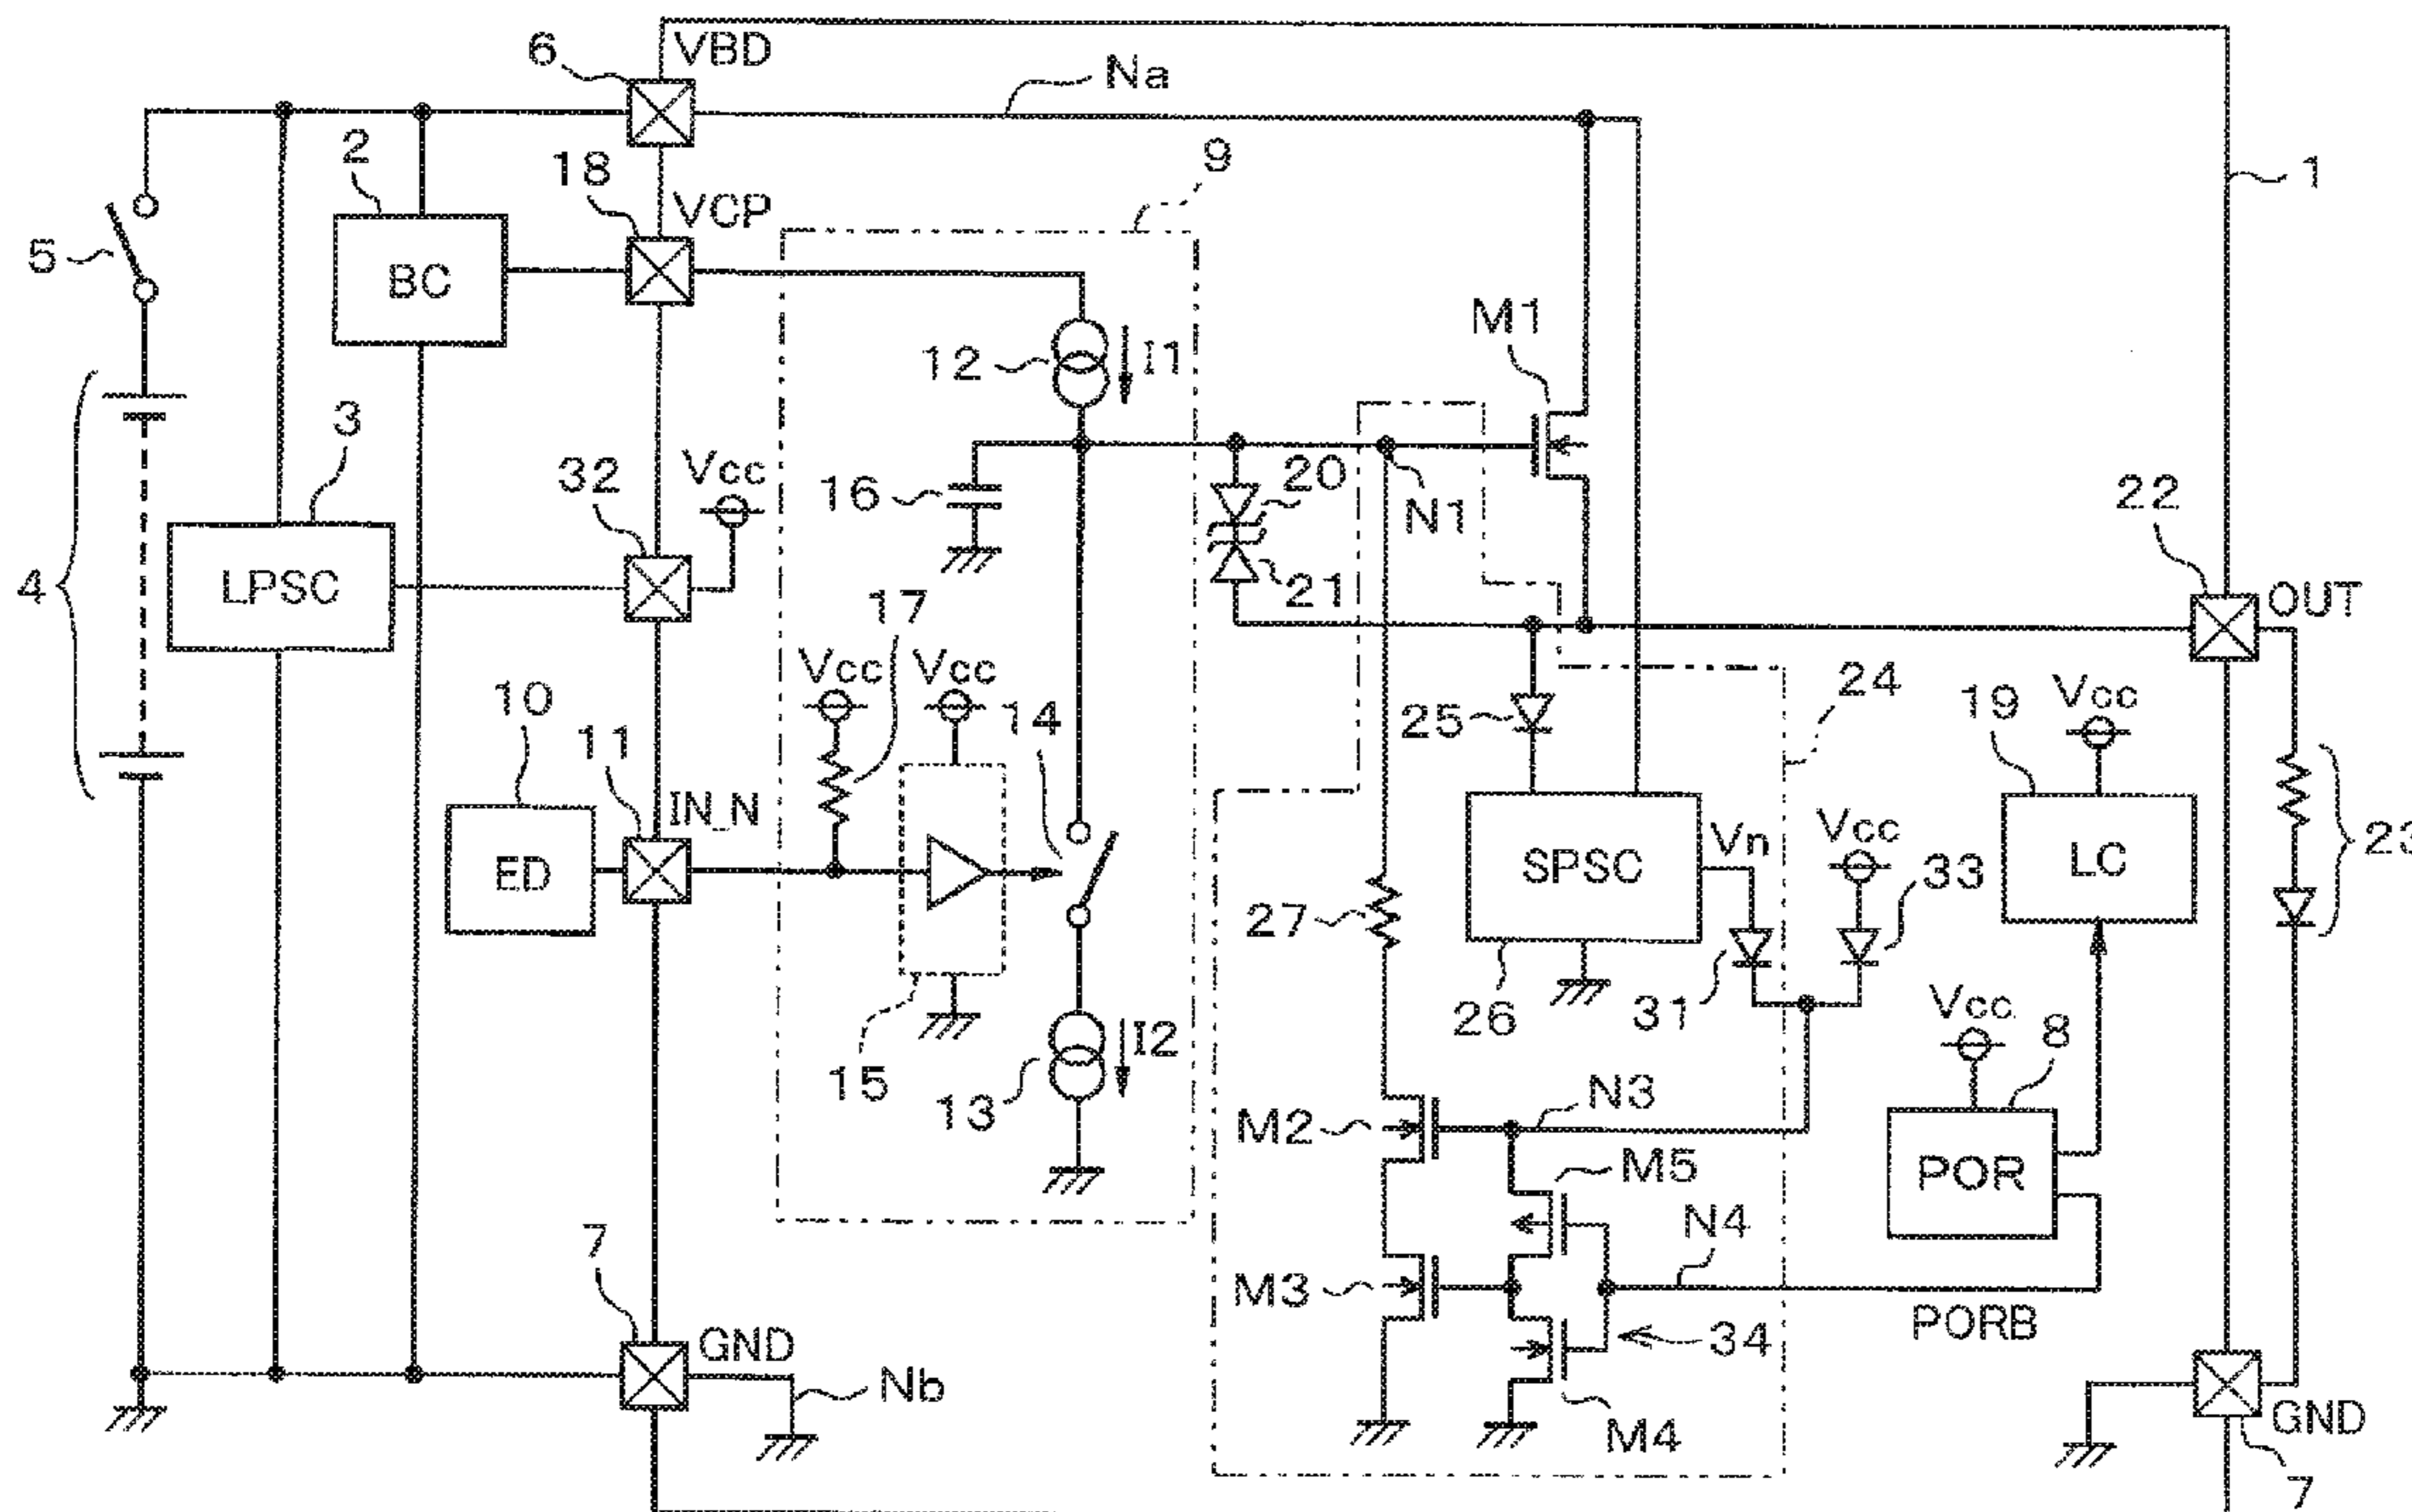 6
VBD
Na
2
18
VCP
9
1
5
BC
M1
12
I1
3
32
Vcc
16
20
N1
22
4
LPSC
21
OUT
17
Vcc
Vcc
24
10
11
14
25
19
Vcc
IN_N
Vn
Vcc
23
ED
SPSC
33
LC
27
15
26
31
Vcc
8
13
I2
M2
N3
M5
POR
7
N4
M3
34
PORB
GND
Nb
M4
GND
7